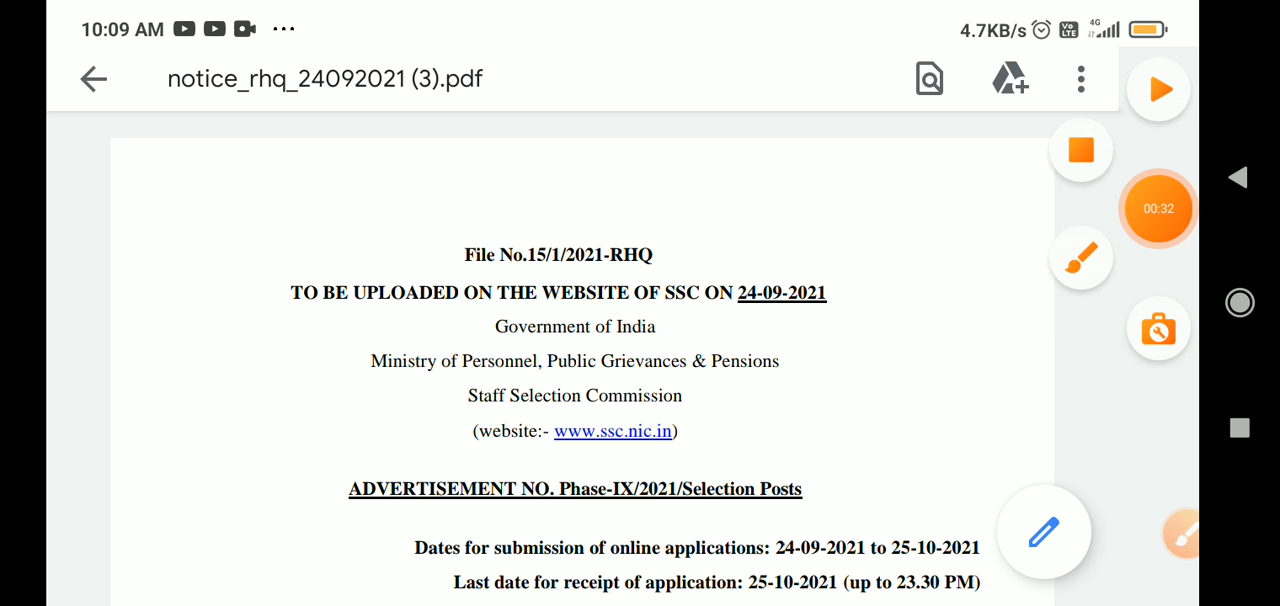 10:09 AM ... 4.7KB/s Vo LTE 4G
notice_rhq_24092021 (3).pdf
00:32
File No.15/1/2021-RHQ
TO BE UPLOADED ON THE WEBSITE OF SSC ON 24-09-2021
Government of India
Ministry of Personnel, Public Grievances & Pensions
Staff Selection Commission
(website:- www.ssc.nic.in)
ADVERTISEMENT NO. Phase-IX/2021/Selection Posts
Dates for submission of online applications: 24-09-2021 to 25-10-2021
Last date for receipt of application: 25-10-2021 (up to 23.30 PM)